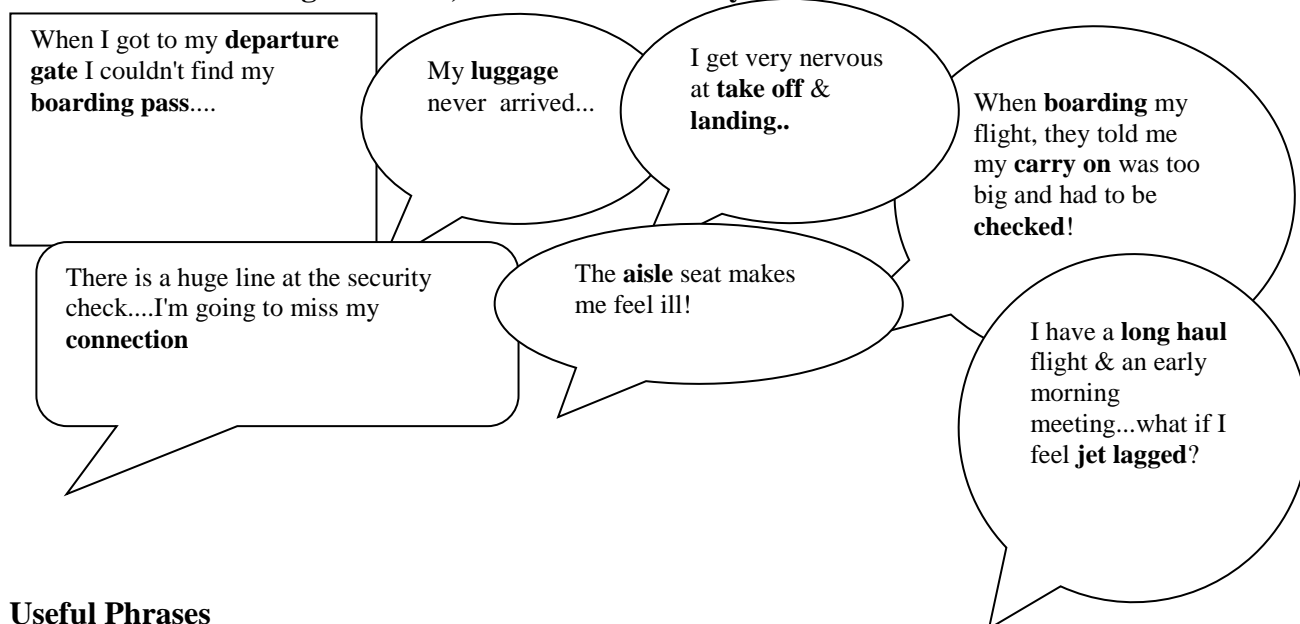 When I got to my departure
gate I couldn't find my
boarding pass....
My luggage
never arrived...
I get very nervous
at take off &
landing..
When boarding my
flight, they told me
my carry on was too
big and had to be
checked!
There is a huge line at the security
check....I'm going to miss my
connection
The aisle seat makes
me feel ill!
I have a long haul
flight & an early
morning
meeting...what if I
feel jet lagged?
Useful Phrases